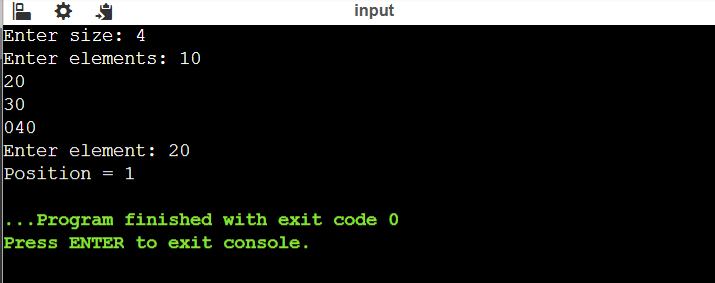 input
Enter size: 4
Enter elements: 10
20
30
040
Enter element: 20
Position = 1
...Program finished with exit code 0
Press ENTER to exit console.